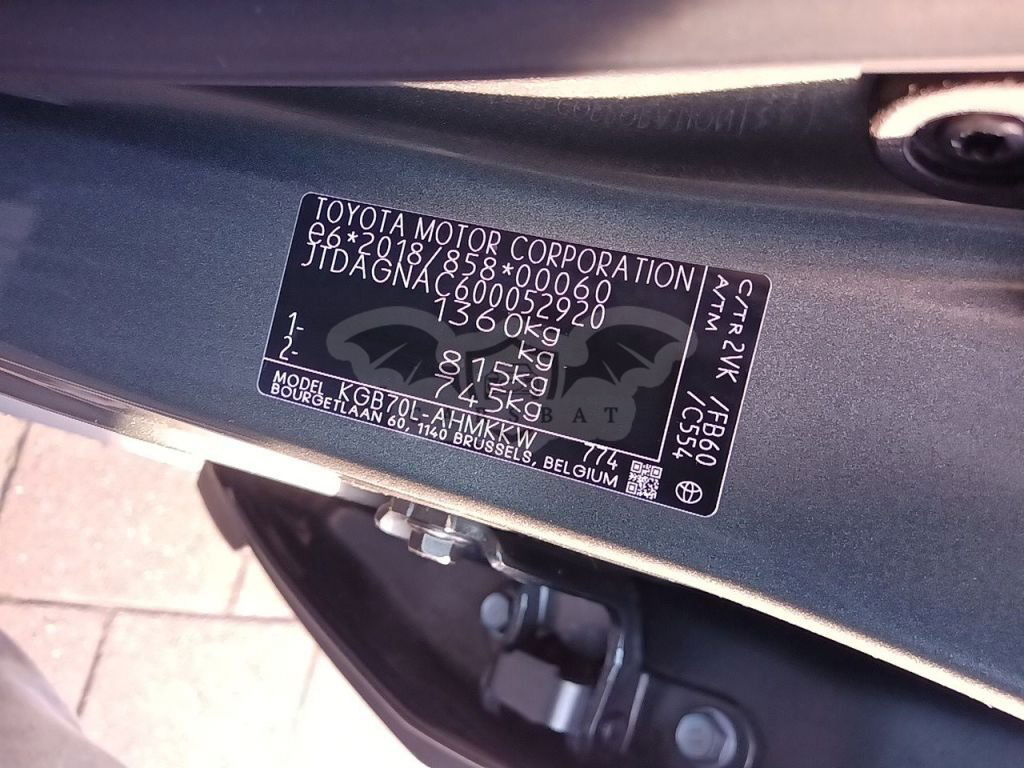 TOYOTA MOTOR CORPORATION
e6*2018/858*00060
JTDAGNAC600052920
1360kg
kg
1- 815kg
2- 745kg
MODEL KGB70L-AHMKKW 774
BOURGETLAAN 60, 1140 BRUSSELS, BELGIUM
C/TR 2VK /FB60
A/TM /C554